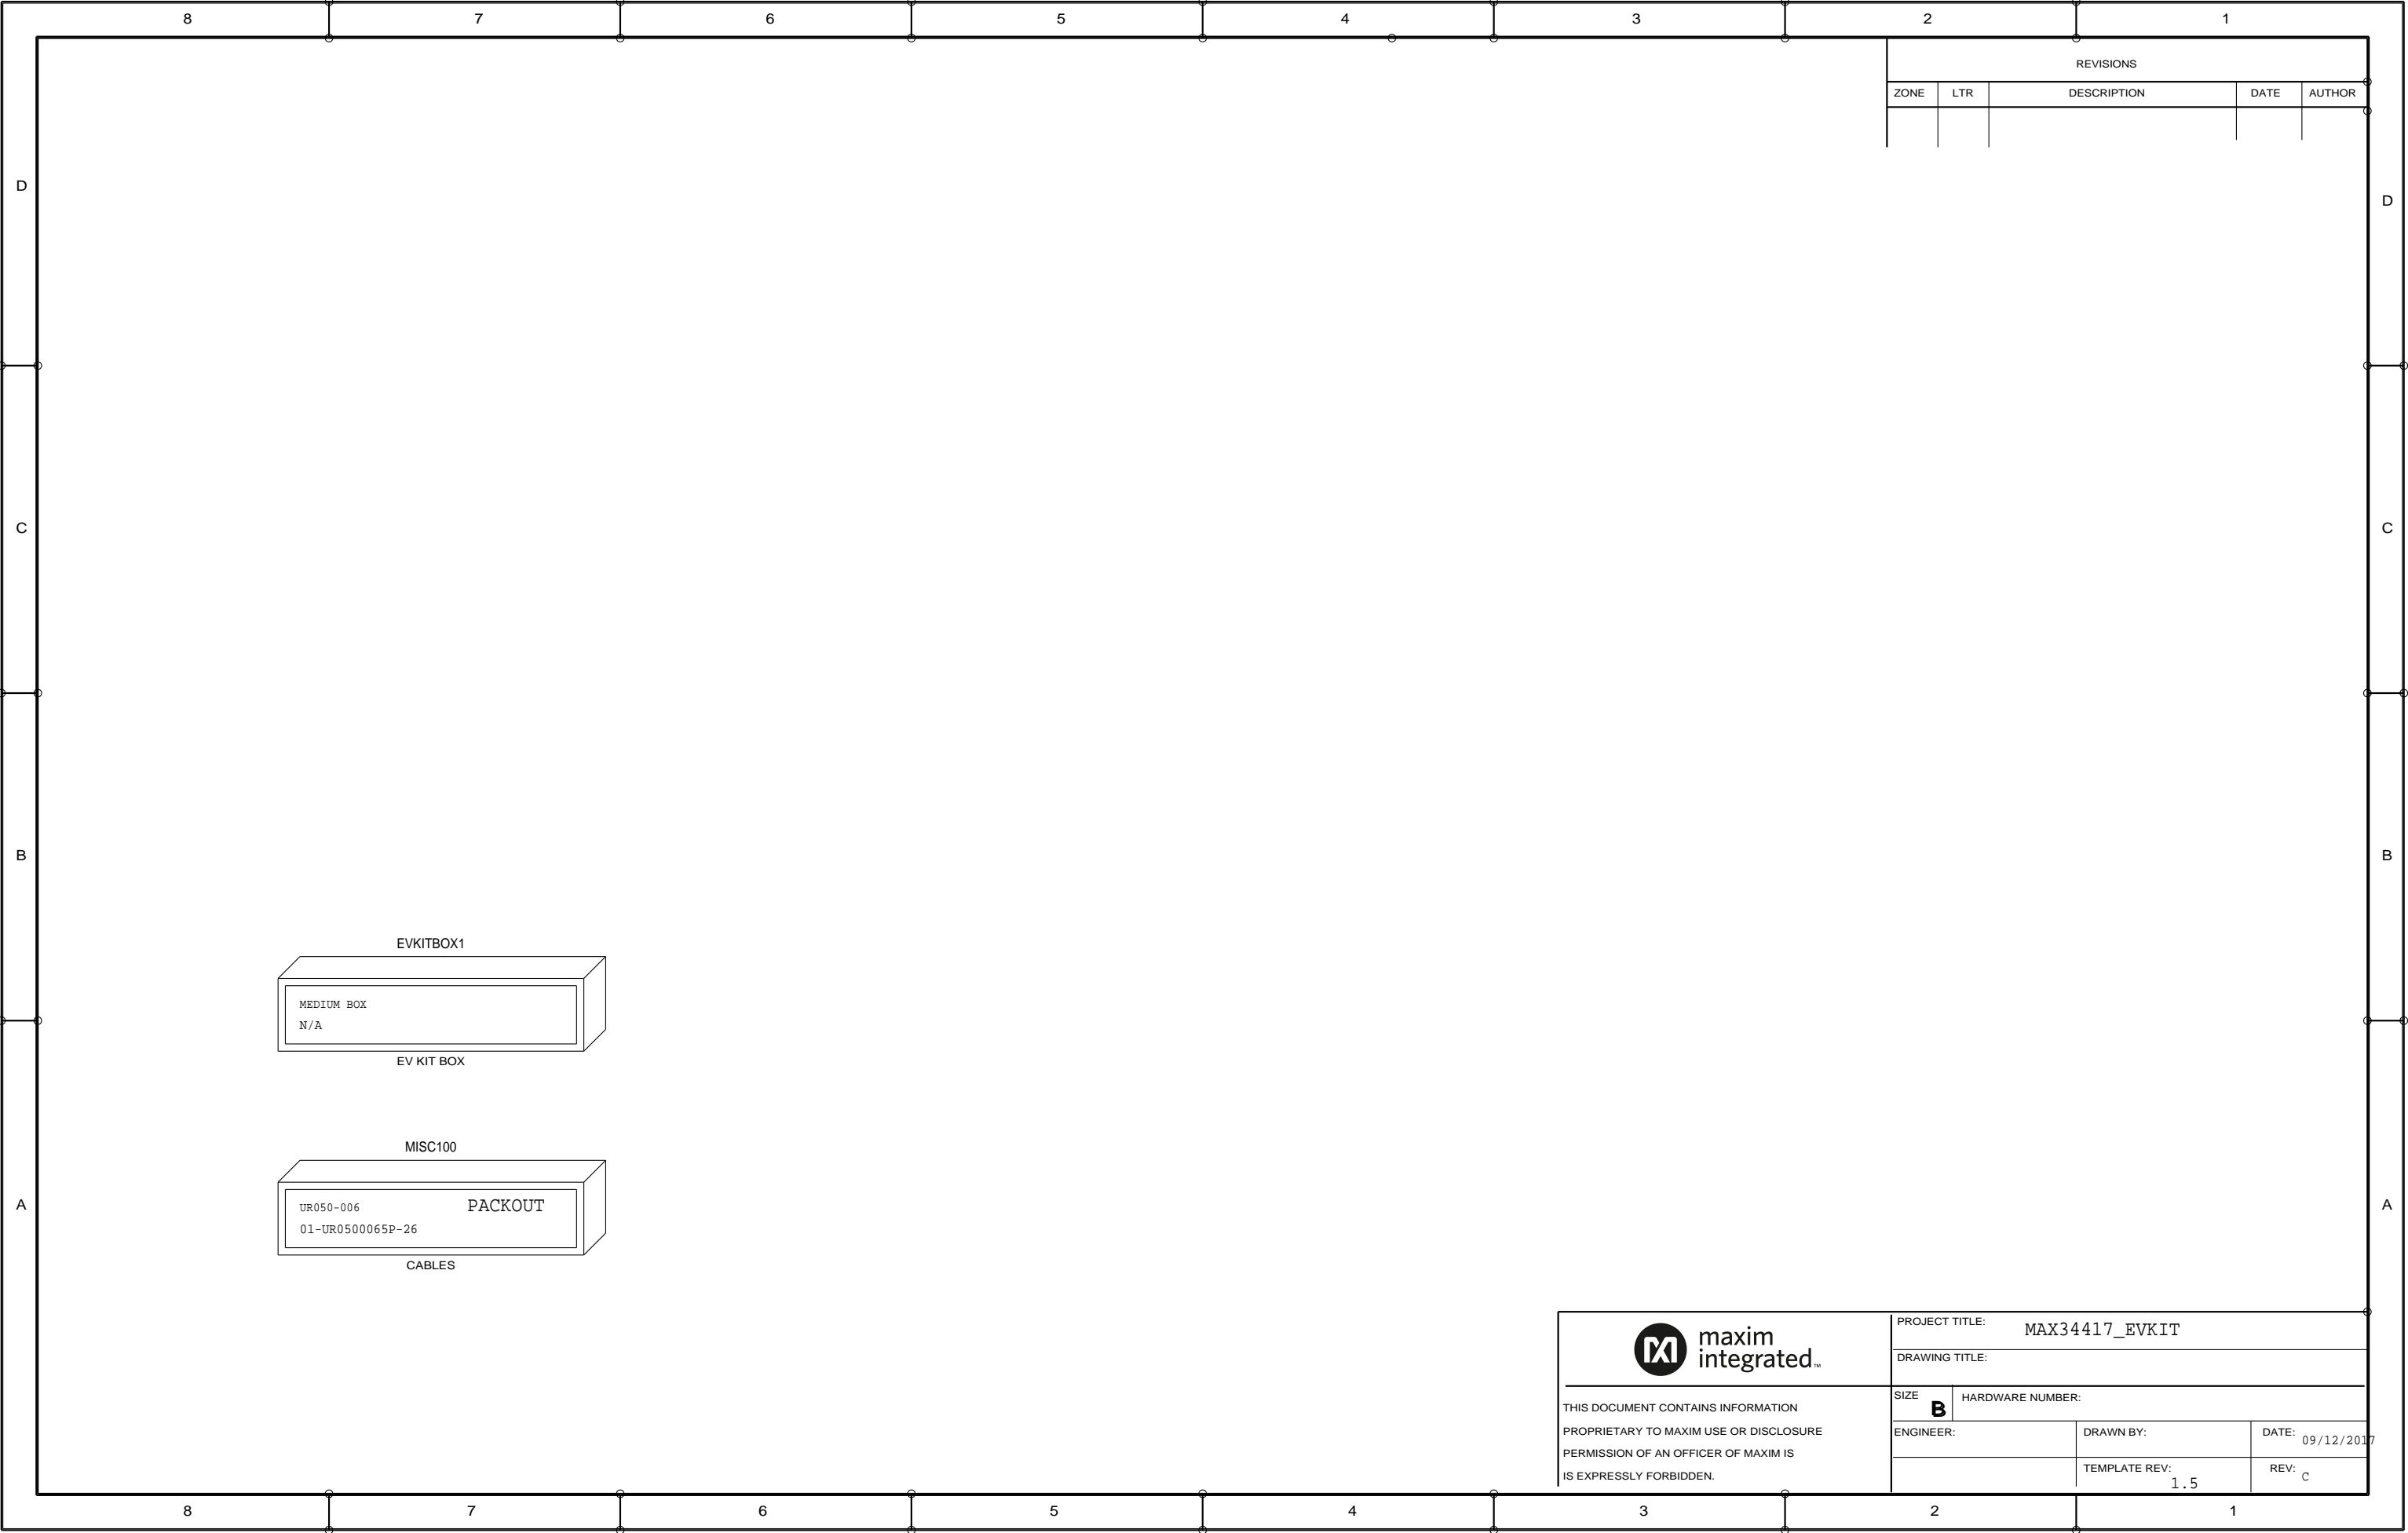 8 7 6 5 4 3 2 1
REVISIONS
ZONE LTR DESCRIPTION DATE AUTHOR
D D
C C
B B
EVKITBOX1
MEDIUM BOX
N/A
EV KIT BOX
MISC100
UR050-006 PACKOUT
01-UR0500065P-26
CABLES
A A
maxim
integrated™
PROJECT TITLE: MAX34417_EVKIT
DRAWING TITLE:
THIS DOCUMENT CONTAINS INFORMATION
PROPRIETARY TO MAXIM USE OR DISCLOSURE
PERMISSION OF AN OFFICER OF MAXIM IS
IS EXPRESSLY FORBIDDEN.
SIZE B HARDWARE NUMBER:
ENGINEER: DRAWN BY: DATE: 09/12/2017
TEMPLATE REV: 1.5 REV: C
8 7 6 5 4 3 2 1